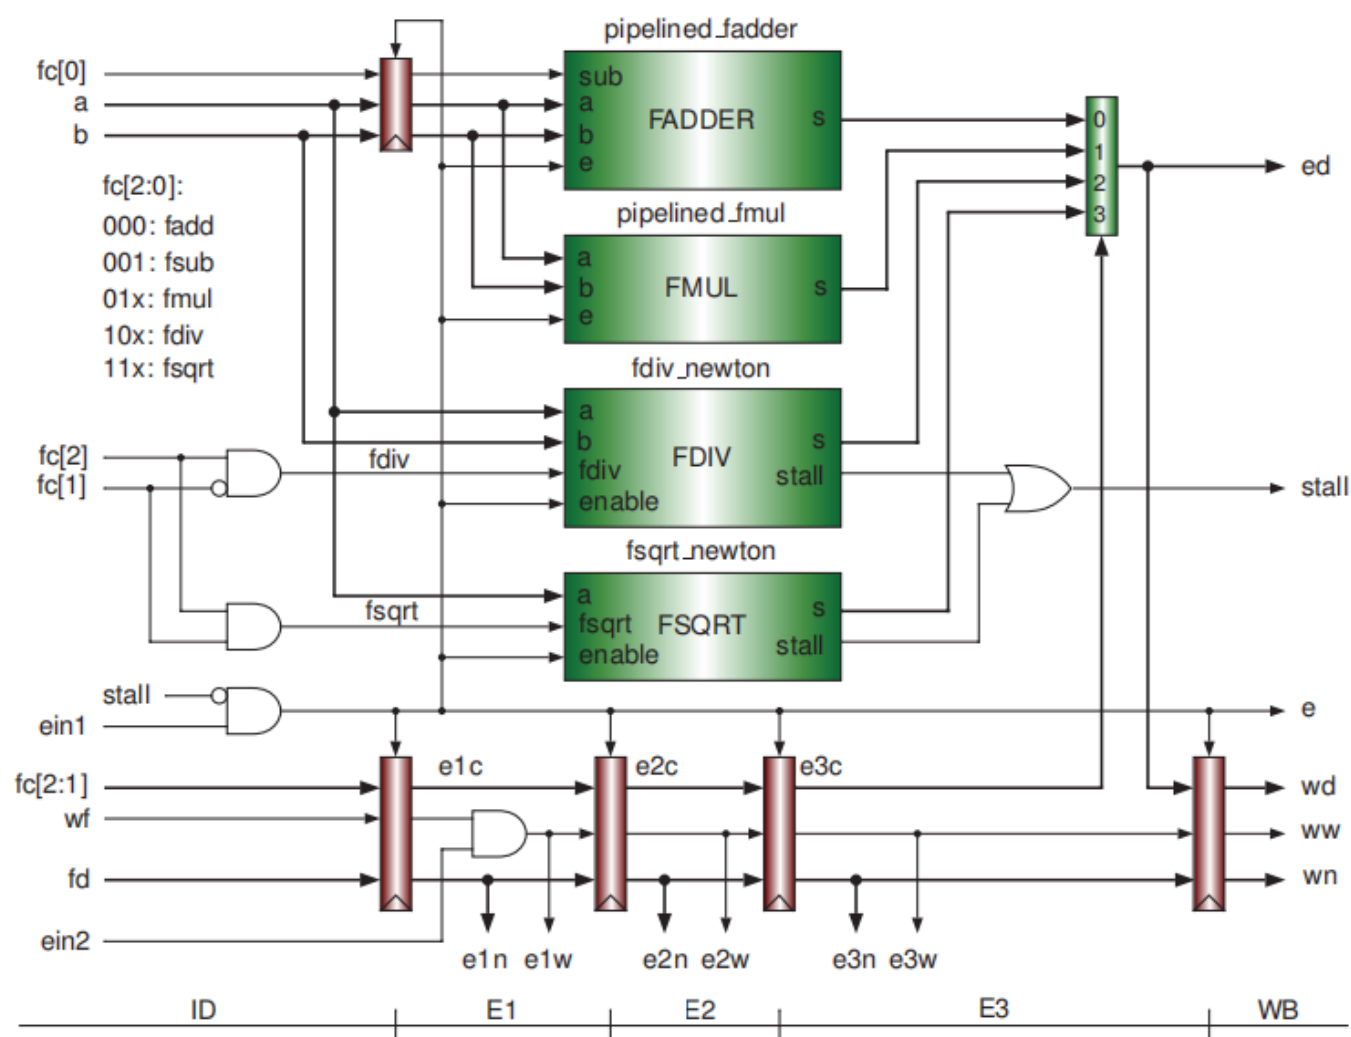 pipelined_fadder
fc[0]
a
b
sub
a
b
e
FADDER
s
0
1
2
3
ed
fc[2:0]:
000: fadd
001: fsub
01x: fmul
10x: fdiv
11x: fsqrt
pipelined_fmul
a
b
e
FMUL
s
fdiv_newton
a
b
fdiv
enable
FDIV
s
stall
fc[2]
fc[1]
fdiv
stall
fsqrt_newton
a
fsqrt
enable
FSQRT
s
stall
fsqrt
stall
ein1
e
fc[2:1]
wf
fd
ein2
e1c
e2c
e3c
wd
ww
wn
e1n e1w
e2n e2w
e3n e3w
ID E1 E2 E3 WB